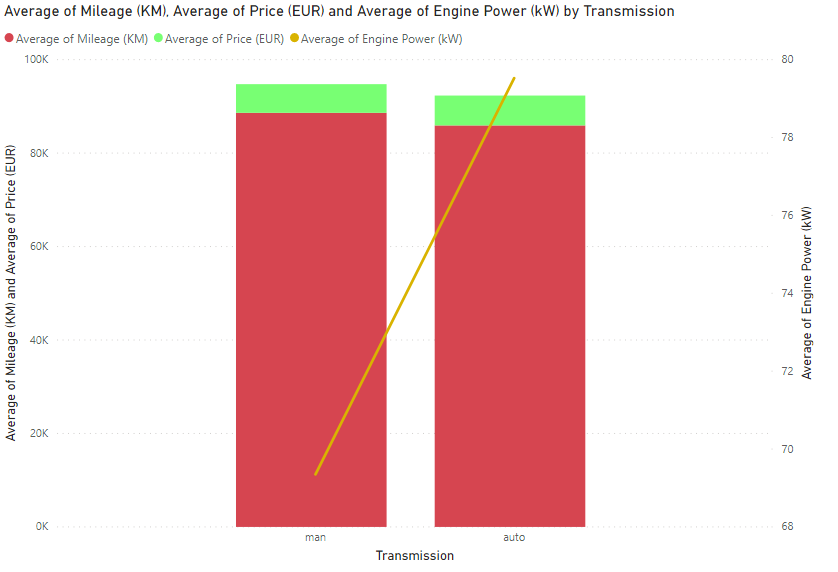 Average of Mileage (KM), Average of Price (EUR) and Average of Engine Power (kW) by Transmission
Average of Mileage (KM) Average of Price (EUR) Average of Engine Power (kW)
Average of Mileage (KM) and Average of Price (EUR)
100K
80K
60K
40K
20K
0K
80
78
76
74
72
70
68
Average of Engine Power (kW)
man auto
Transmission